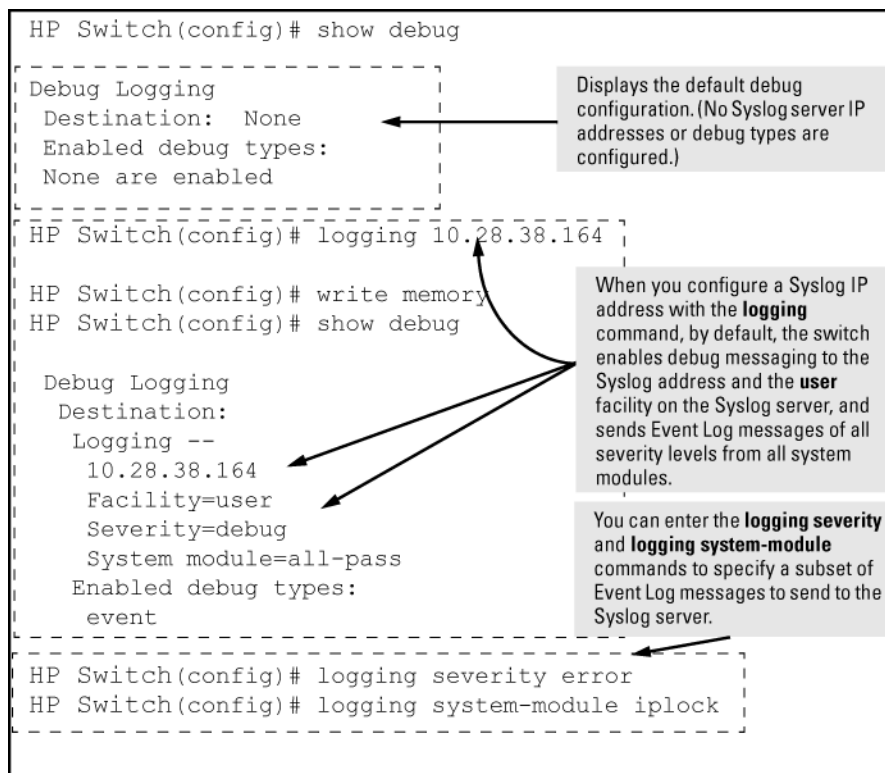 HP Switch(config)# show debug
Debug Logging
Destination: None
Enabled debug types:
None are enabled
Displays the default debug
configuration. (No Syslog server IP
addresses or debug types are
configured.)
HP Switch(config)# logging 10.28.38.164
HP Switch(config)# write memory
HP Switch(config)# show debug
Debug Logging
Destination:
Logging --
10.28.38.164
Facility=user
Severity=debug
System module=all-pass
Enabled debug types:
event
When you configure a Syslog IP
address with the logging
command, by default, the switch
enables debug messaging to the
Syslog address and the user
facility on the Syslog server, and
sends Event Log messages of all
severity levels from all system
modules.
You can enter the logging severity
and logging system-module
commands to specify a subset of
Event Log messages to send to the
Syslog server.
HP Switch(config)# logging severity error
HP Switch(config)# logging system-module iplock